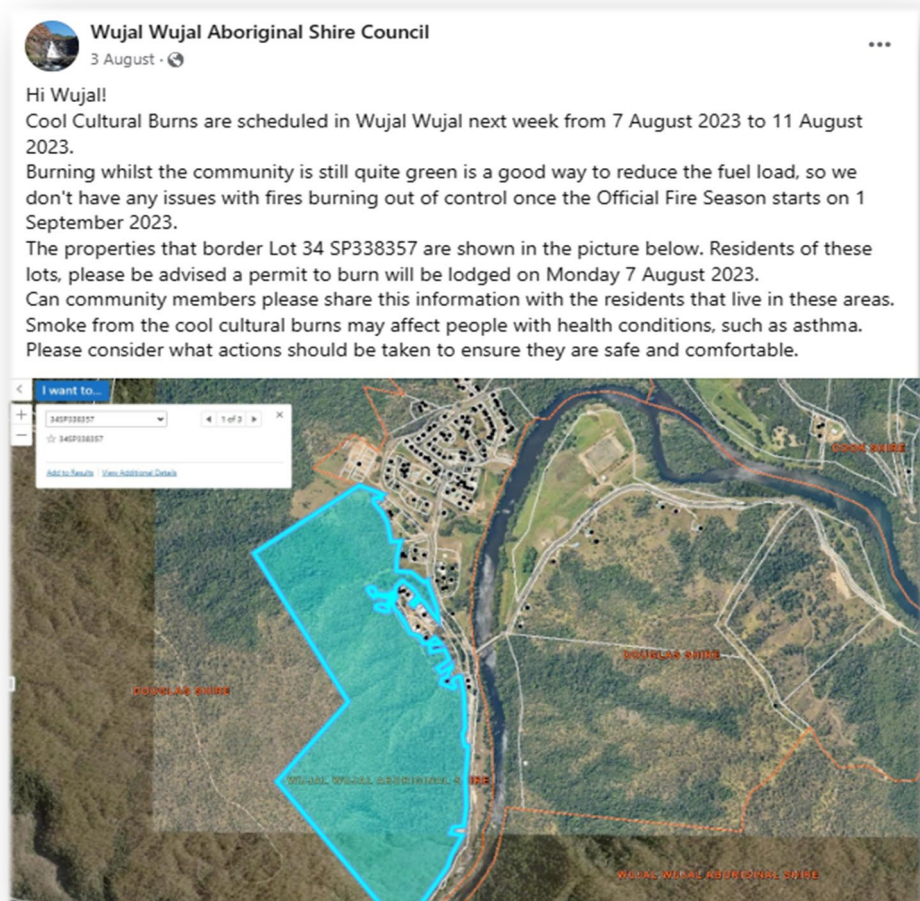 Wujal Wujal Aboriginal Shire Council
3 August ·
Hi Wujal!
Cool Cultural Burns are scheduled in Wujal Wujal next week from 7 August 2023 to 11 August
2023.
Burning whilst the community is still quite green is a good way to reduce the fuel load, so we
don't have any issues with fires burning out of control once the Official Fire Season starts on 1
September 2023.
The properties that border Lot 34 SP338357 are shown in the picture below. Residents of these
lots, please be advised a permit to burn will be lodged on Monday 7 August 2023.
Can community members please share this information with the residents that live in these areas.
Smoke from the cool cultural burns may affect people with health conditions, such as asthma.
Please consider what actions should be taken to ensure they are safe and comfortable.
I want to...
34SP338357
1 of 3
34SP338357
Add to Results View Additional Details
COOK SHIRE
DOUGLAS SHIRE
DOUGLAS SHIRE
WUJAL WUJAL ABORIGINAL SHIRE
WUJAL WUJAL ABORIGINAL SHIRE